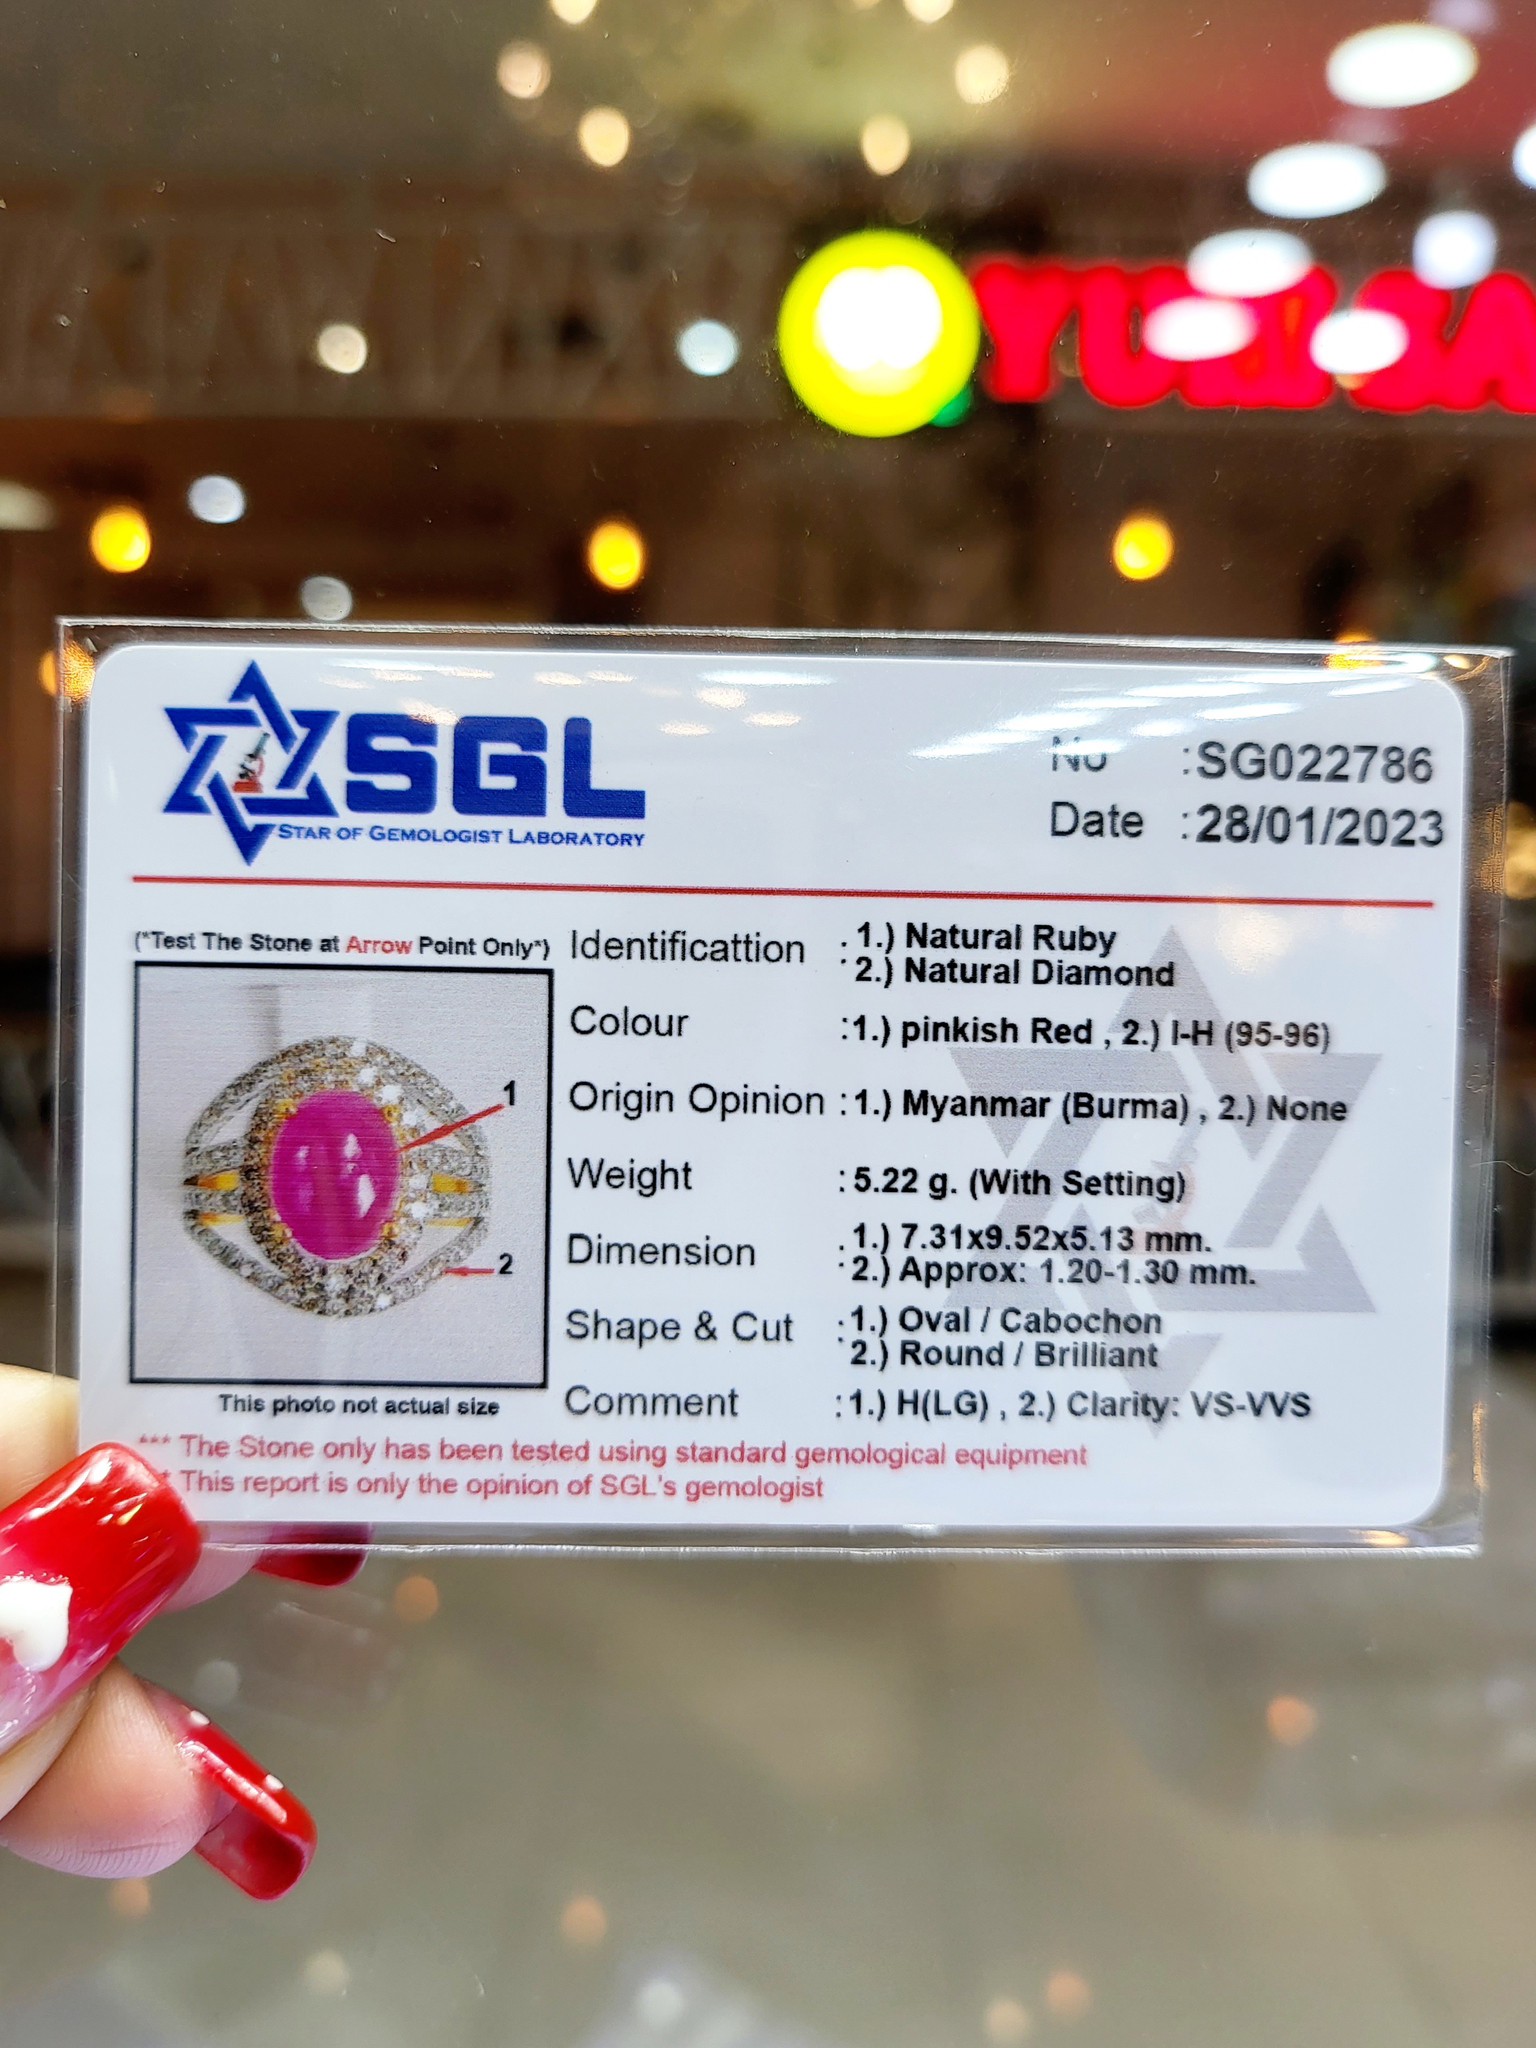 YUKI SA
SGL
STAR OF GEMOLOGIST LABORATORY
No :SG022786
Date :28/01/2023
(*Test The Stone at Arrow Point Only*)
1
2
This photo not actual size
Identificattion : 1.) Natural Ruby
2.) Natural Diamond
Colour :1.) pinkish Red , 2.) I-H (95-96)
Origin Opinion :1.) Myanmar (Burma) , 2.) None
Weight :5.22 g. (With Setting)
Dimension : 1.) 7.31x9.52x5.13 mm.
2.) Approx: 1.20-1.30 mm.
Shape & Cut :1.) Oval / Cabochon
2.) Round / Brilliant
Comment :1.) H(LG) , 2.) Clarity: VS-VVS
*** The Stone only has been tested using standard gemological equipment
* This report is only the opinion of SGL's gemologist